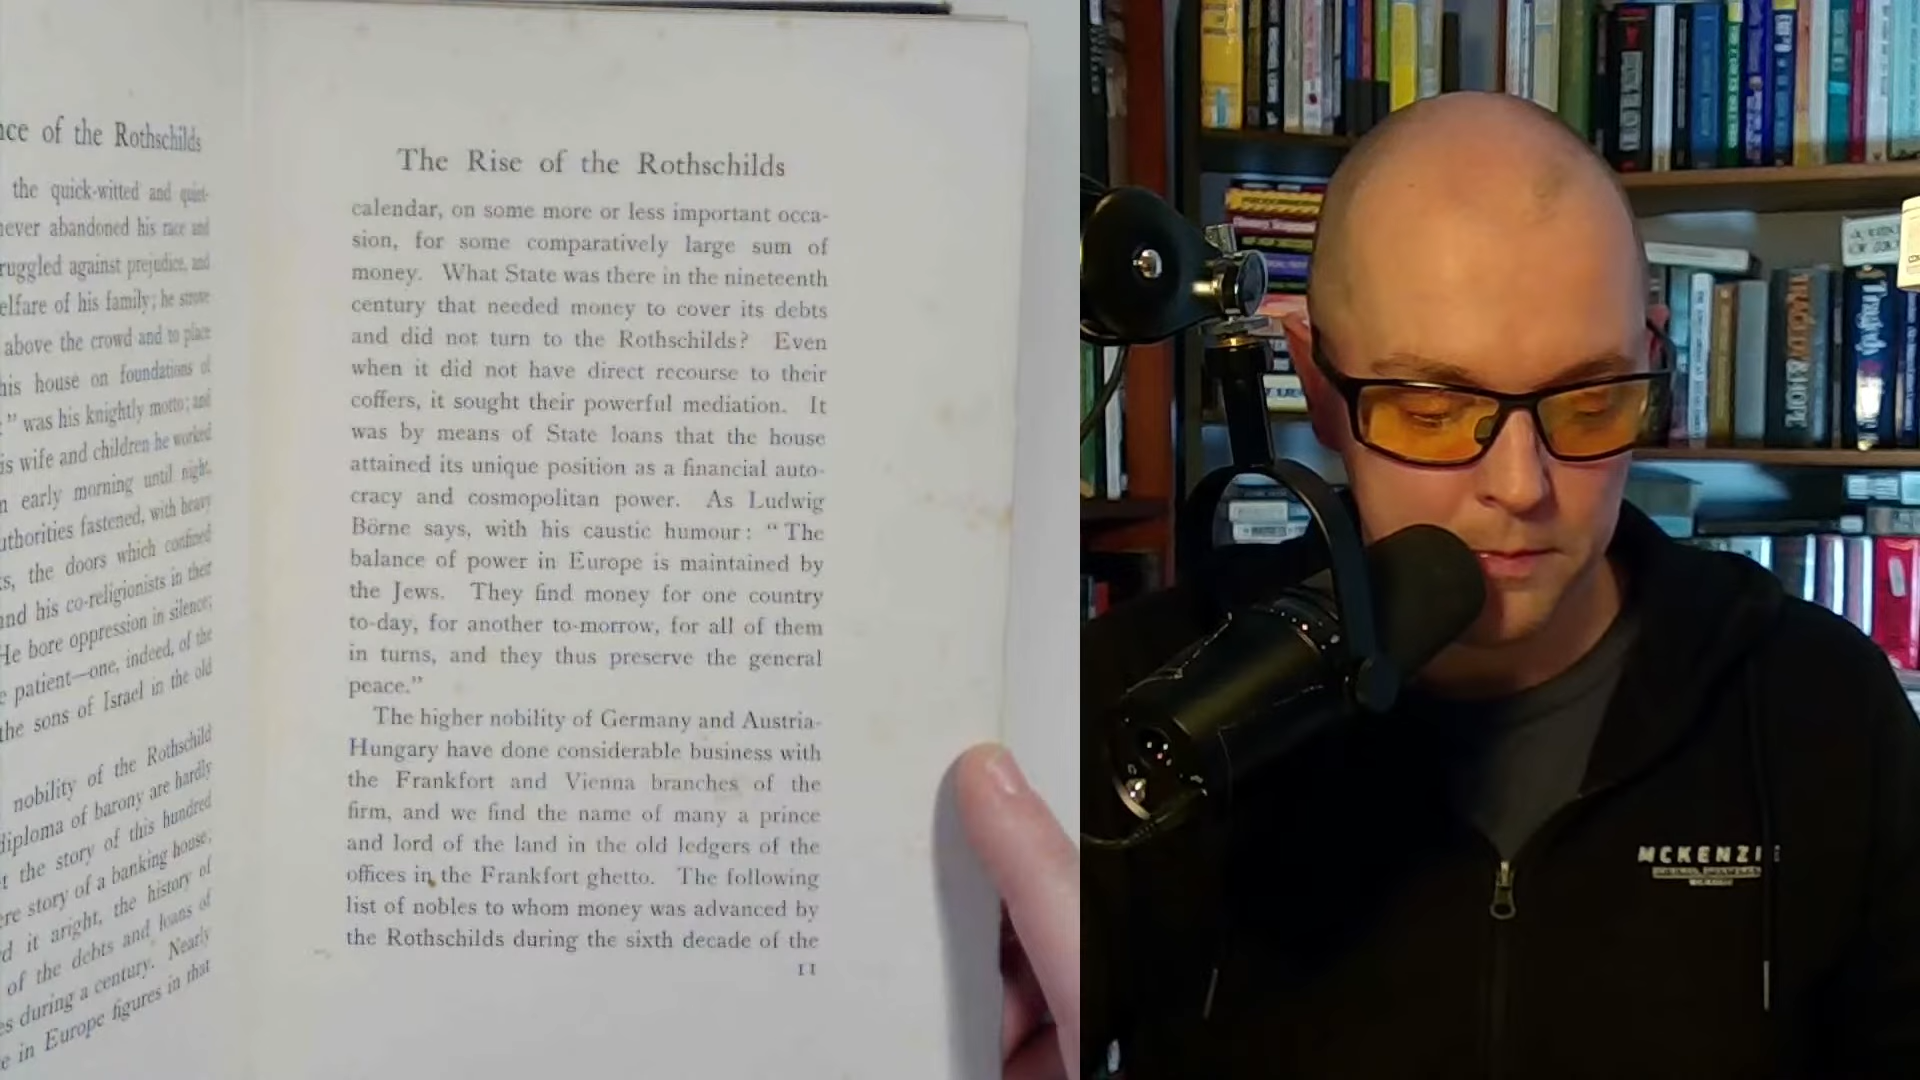 nce of the Rothschilds
the quick-witted and quiet-
never abandoned his race and
ruggled against prejudice, and
elfare of his family; he strove
above the crowd and to place
his house on foundations of
" was his knightly motto; and
is wife and children he worked
n early morning until night,
uthorities fastened, with heavy
s, the doors which confined
and his co-religionists in their
He bore oppression in silence;
e patient—one, indeed, of the
the sons of Israel in the old
nobility of the Rothschild
diploma of barony are hardly
t the story of this hundred
ere story of a banking house;
d it aright, the history of
of the debts and loans of
es during a century. Nearly
e in Europe figures in that
The Rise of the Rothschilds
calendar, on some more or less important occa-
sion, for some comparatively large sum of
money. What State was there in the nineteenth
century that needed money to cover its debts
and did not turn to the Rothschilds? Even
when it did not have direct recourse to their
coffers, it sought their powerful mediation. It
was by means of State loans that the house
attained its unique position as a financial auto-
cracy and cosmopolitan power. As Ludwig
Börne says, with his caustic humour: "The
balance of power in Europe is maintained by
the Jews. They find money for one country
to-day, for another to-morrow, for all of them
in turns, and they thus preserve the general
peace."
The higher nobility of Germany and Austria-
Hungary have done considerable business with
the Frankfort and Vienna branches of the
firm, and we find the name of many a prince
and lord of the land in the old ledgers of the
offices in the Frankfort ghetto. The following
list of nobles to whom money was advanced by
the Rothschilds during the sixth decade of the
11
TRAGEDY & HOPE
MCKENZIE